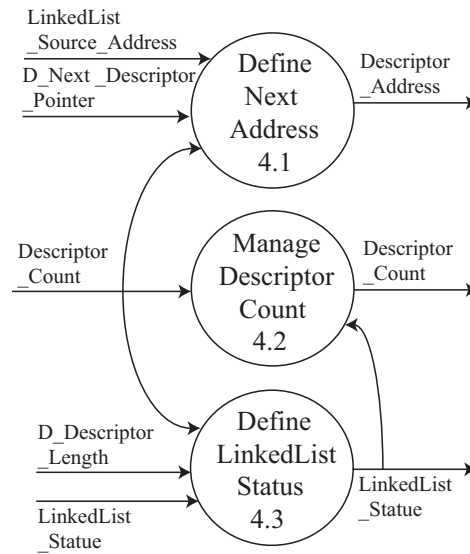 LinkedList
_Source_Address
D_Next _Descriptor
_Pointer
Define
Next
Address
4.1
Descriptor
_Address
Descriptor
_Count
Manage
Descriptor
Count
4.2
Descriptor
_Count
D_Descriptor
_Length
LinkedList
_Statue
Define
LinkedList
Status
4.3
LinkedList
_Statue